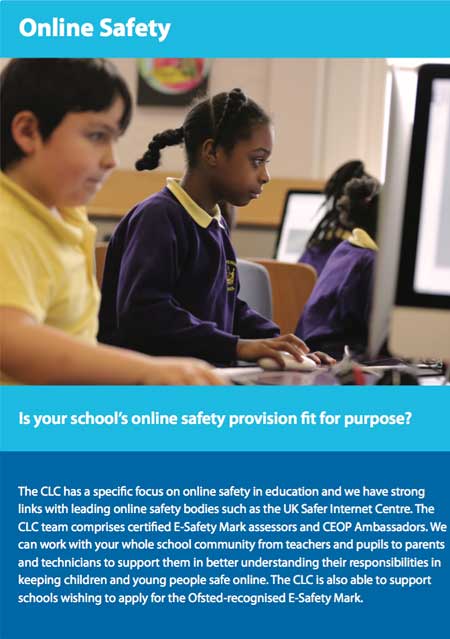 Online Safety
Is your school's online safety provision fit for purpose?
The CLC has a specific focus on online safety in education and we have strong
links with leading online safety bodies such as the UK Safer Internet Centre. The
CLC team comprises certified E-Safety Mark assessors and CEOP Ambassadors. We
can work with your whole school community from teachers and pupils to parents
and technicians to support them in better understanding their responsibilities in
keeping children and young people safe online. The CLC is also able to support
schools wishing to apply for the Ofsted-recognised E-Safety Mark.